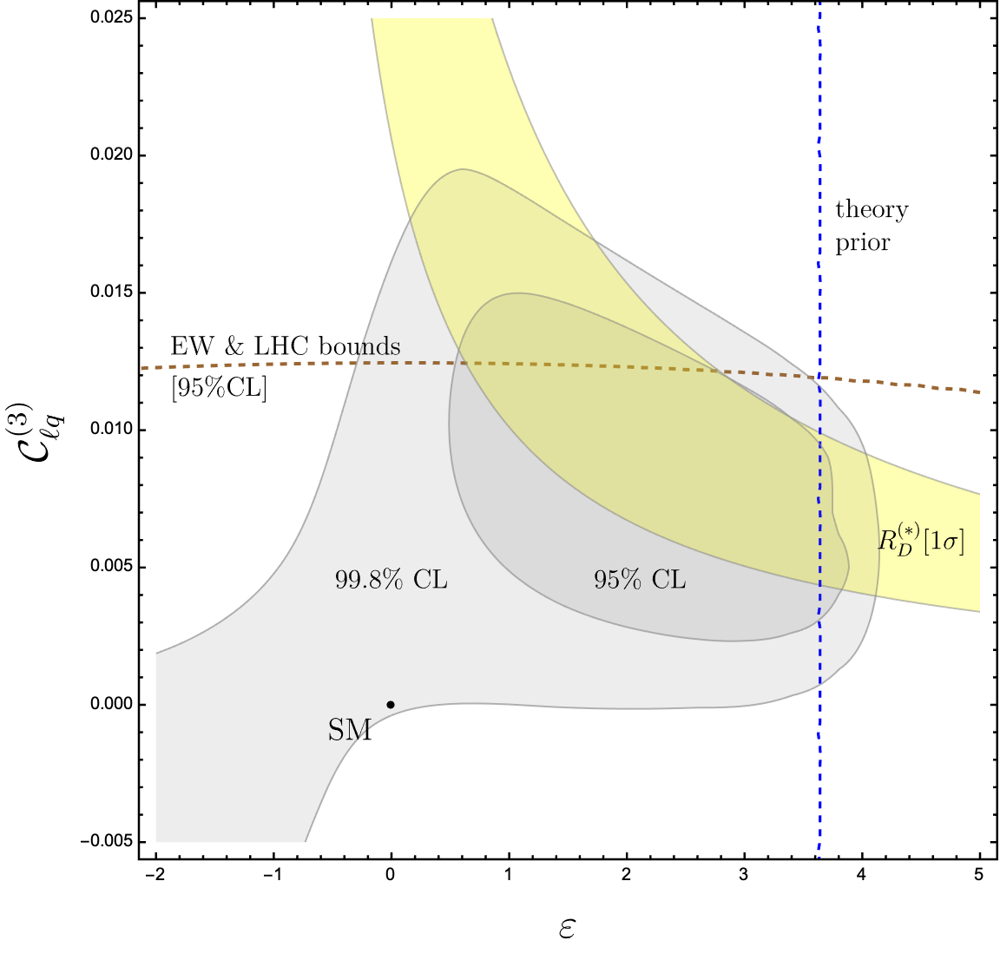 0.025
0.020
0.015
0.010
0.005
0.000
−0.005
−2
−1
0
1
2
3
4
5
𝒞ℓq(3)
ε
theory
prior
EW & LHC bounds
[95%CL]
RD(*)[1σ]
99.8% CL
95% CL
SM